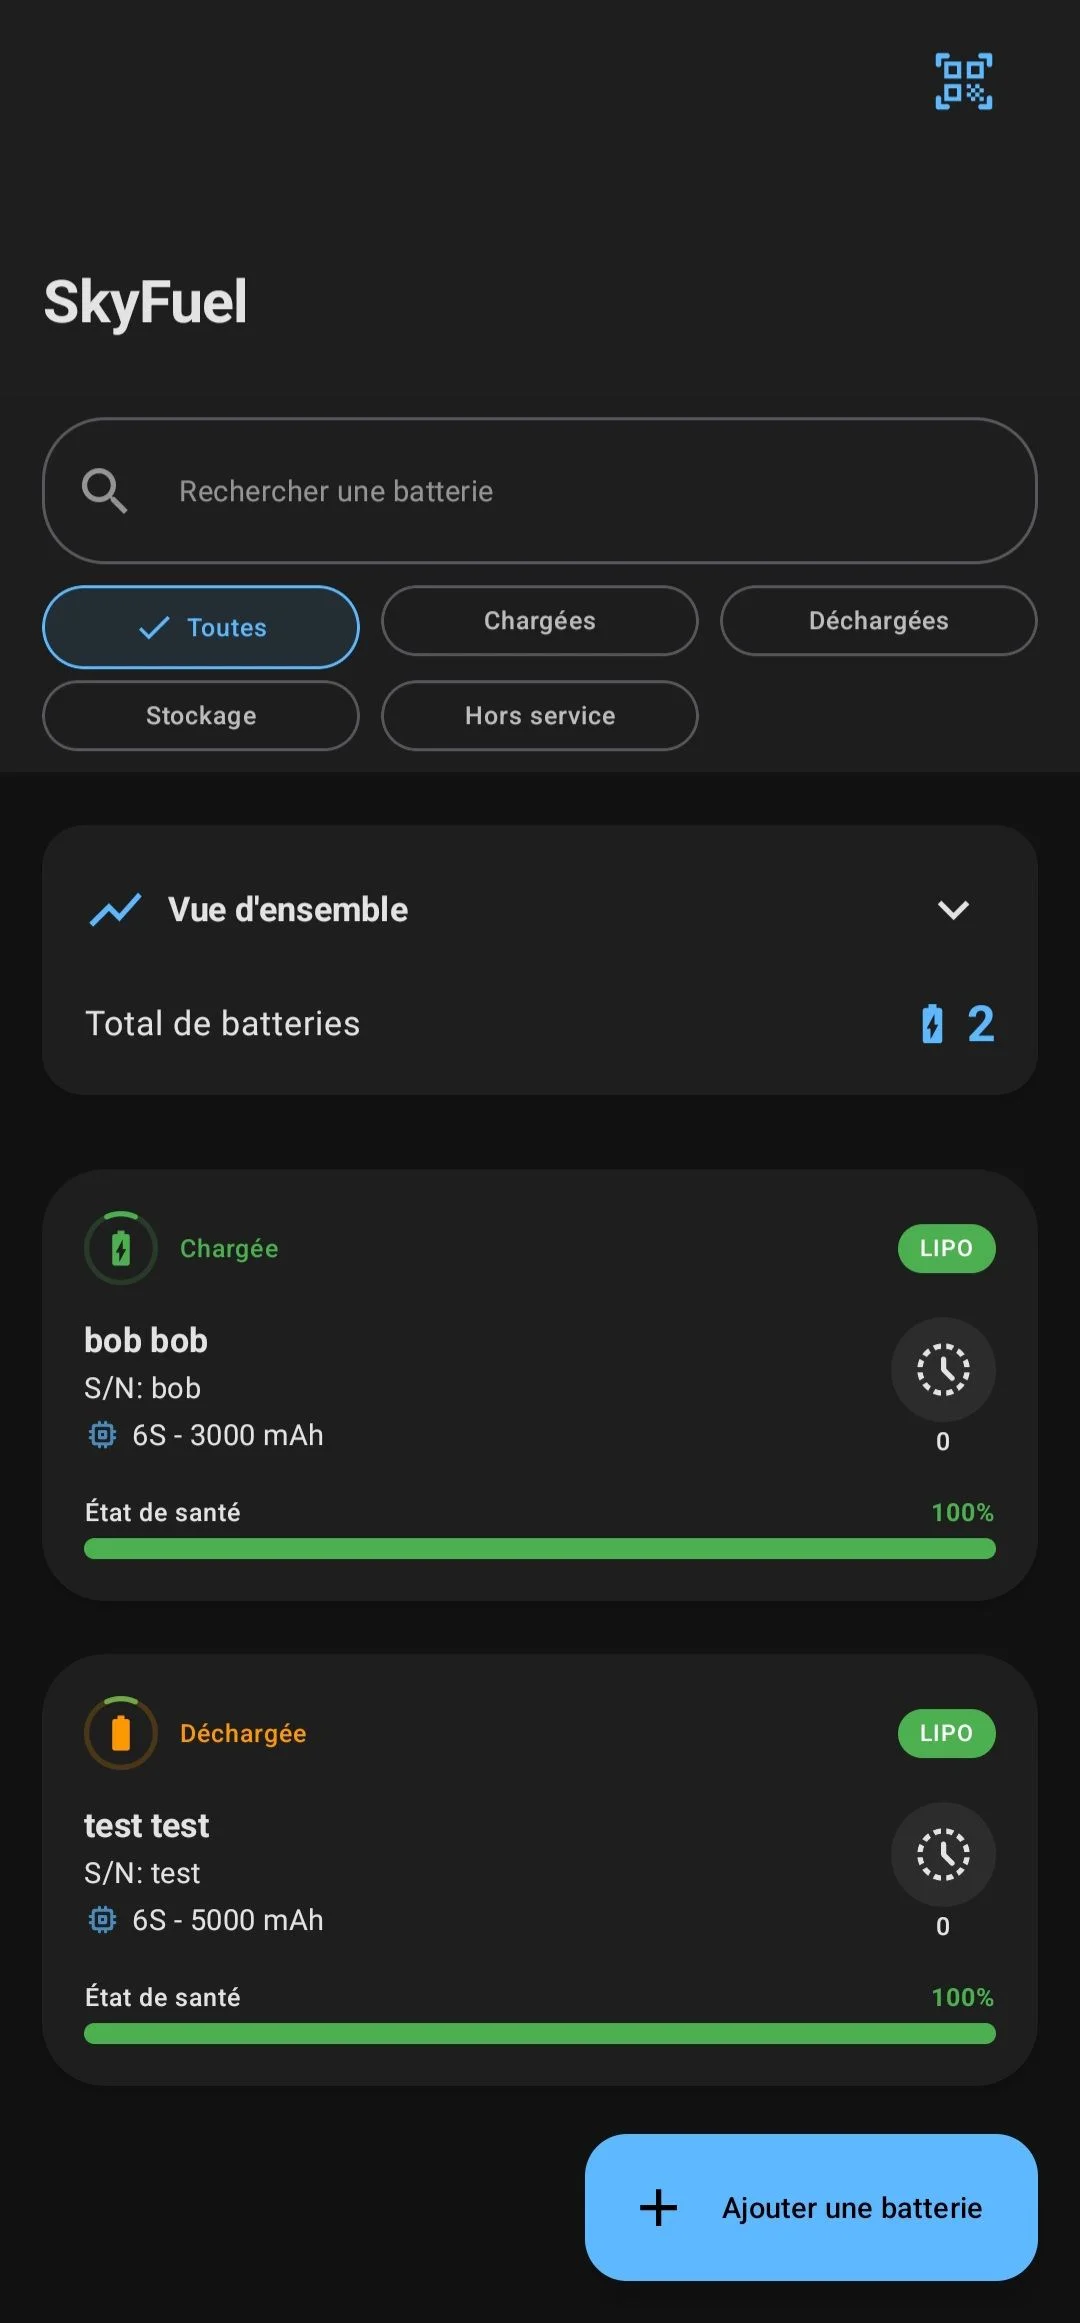 SkyFuel
Rechercher une batterie
Toutes
Chargées
Déchargées
Stockage
Hors service
Vue d'ensemble
Total de batteries
2
Chargée
LIPO
bob bob
S/N: bob
6S - 3000 mAh
0
État de santé
100%
Déchargée
LIPO
test test
S/N: test
6S - 5000 mAh
0
État de santé
100%
Ajouter une batterie